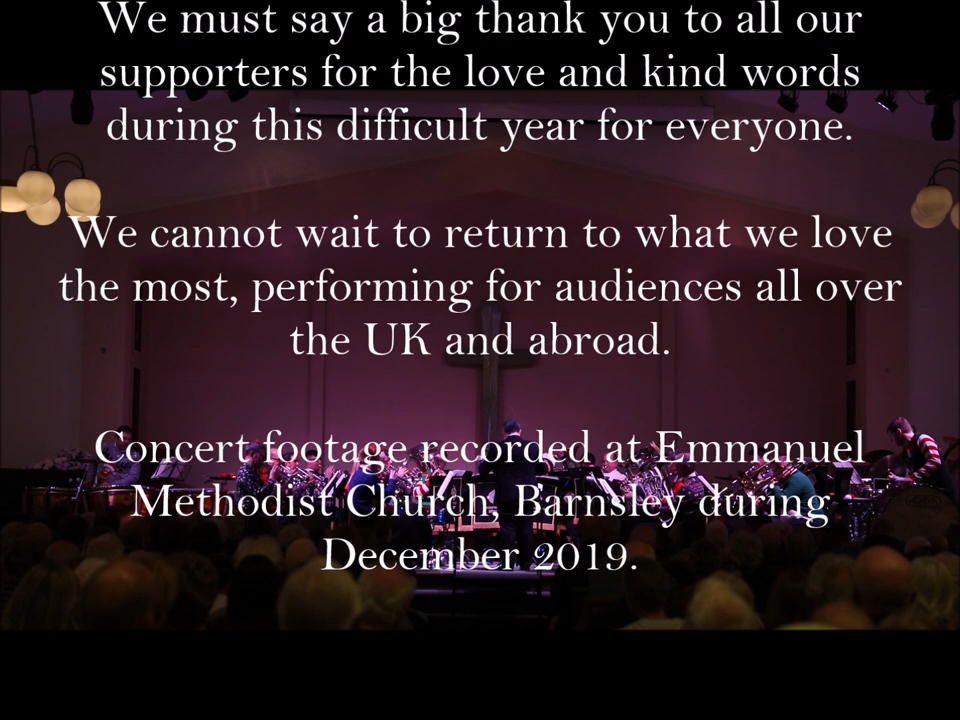 We must say a big thank you to all our
supporters for the love and kind words
during this difficult year for everyone.
We cannot wait to return to what we love
the most, performing for audiences all over
the UK and abroad.
Concert footage recorded at Emmanuel
Methodist Church, Barnsley during
December 2019.